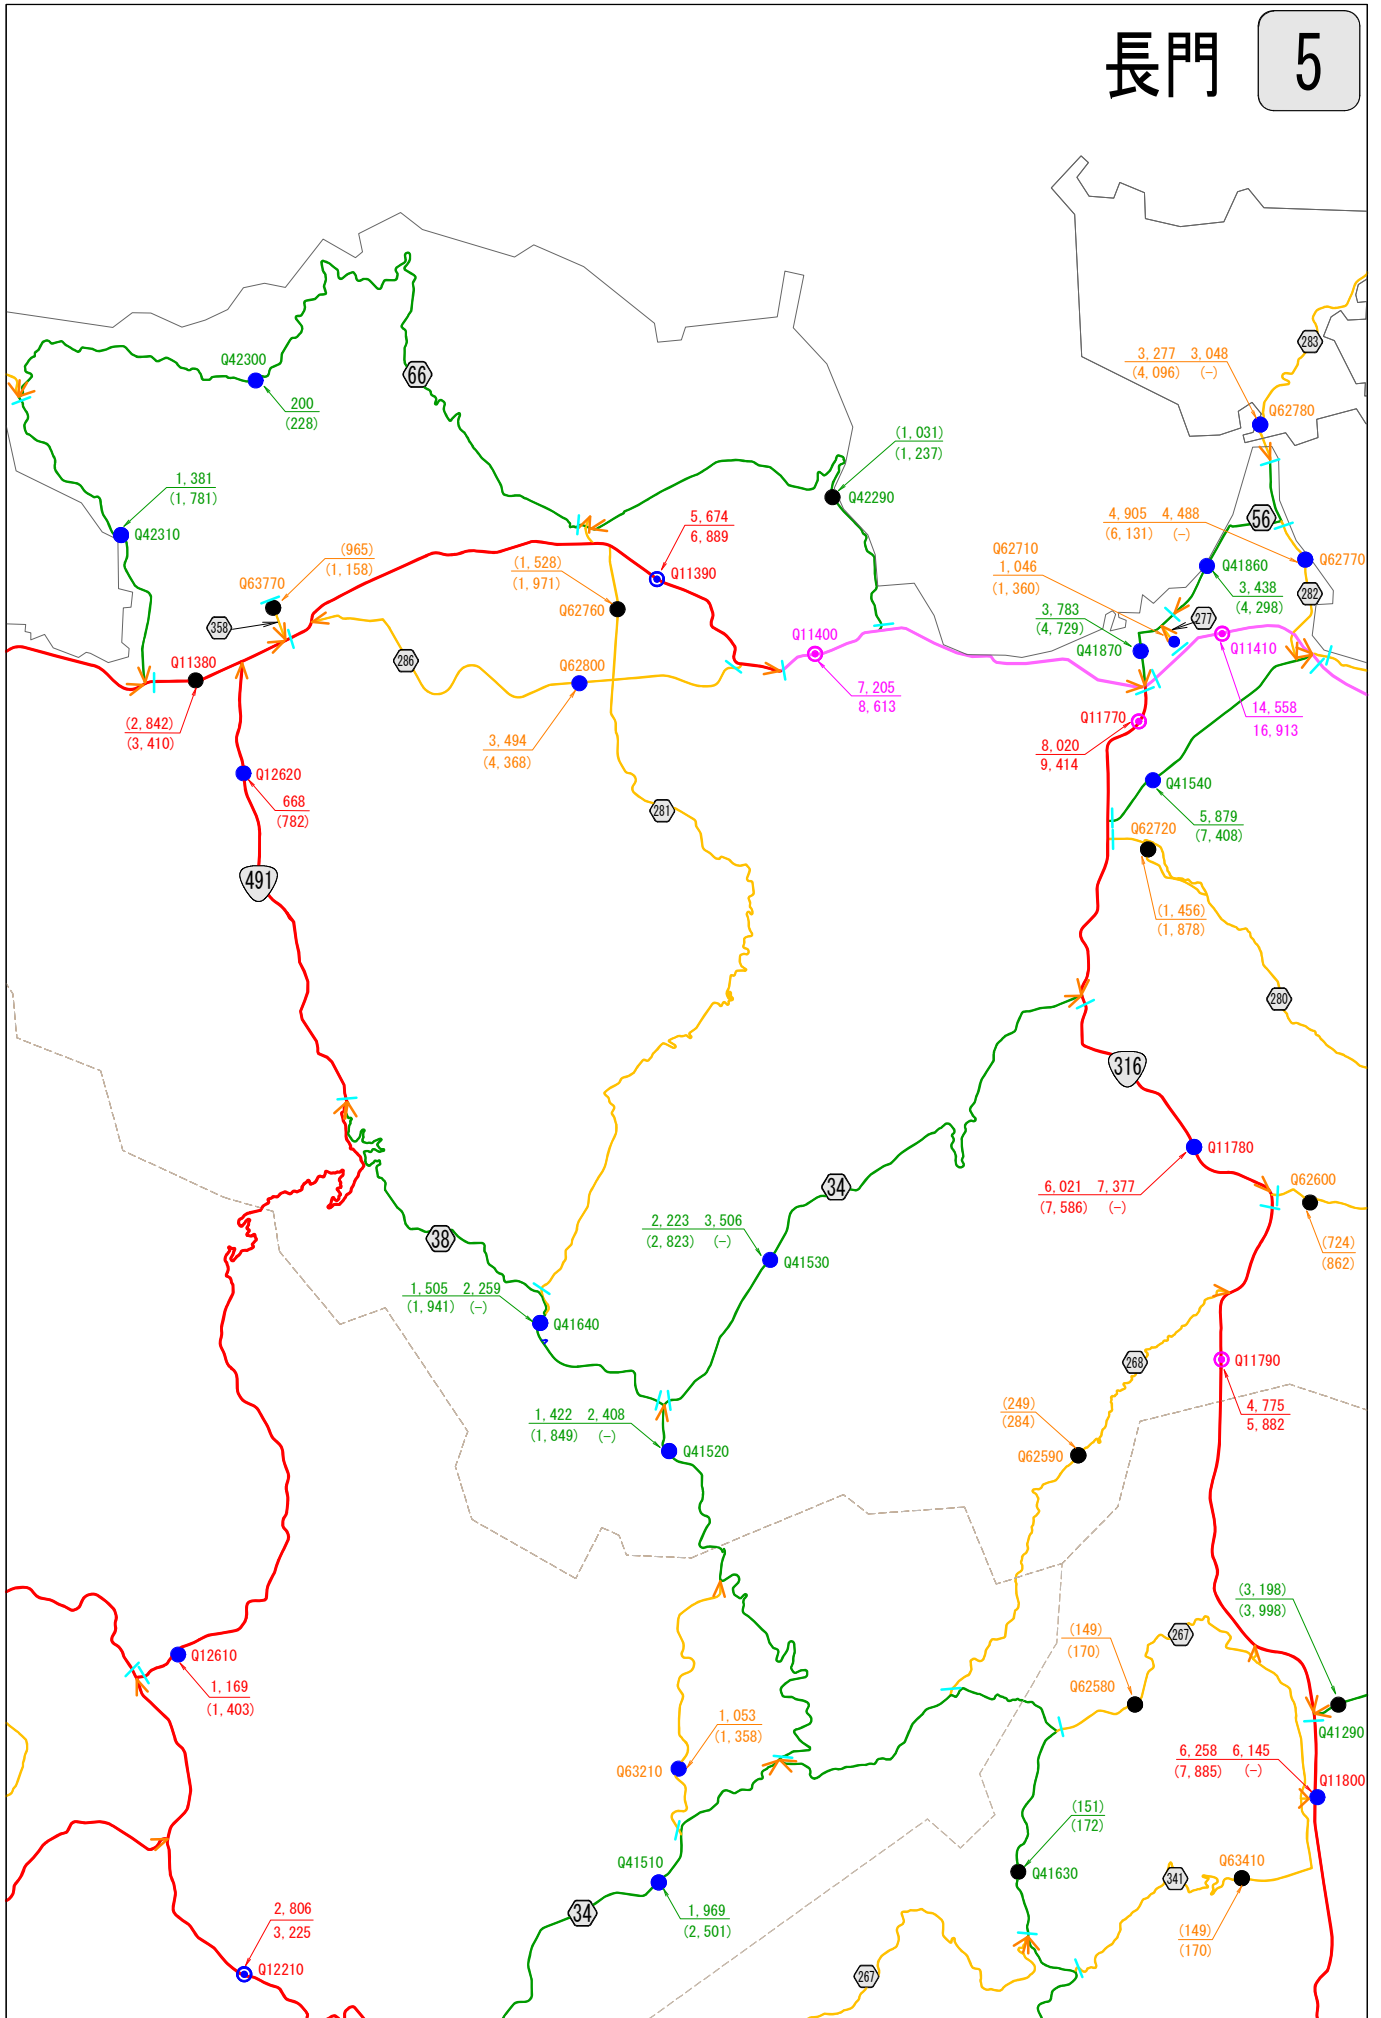 長門 5
283
3,277 3,048
(4,096) (-)
Q62780
Q42300
200
(228)
66
(1,031)
(1,237)
Q42290
1,381
(1,781)
Q42310
5,674
6,889
Q11390
4,905 4,488
(6,131) (-)
56
Q62770
Q62710
1,046
(1,360)
Q41860
3,438
(4,298)
282
(965)
(1,158)
Q63770
358
(1,528)
(1,971)
Q62760
3,783
(4,729)
277
Q41870
Q11400
7,205
8,613
Q11410
14,558
16,913
Q11380
(2,842)
(3,410)
286
Q62800
3,494
(4,368)
Q11770
8,020
9,414
Q12620
668
(782)
Q41540
5,879
(7,408)
281
Q62720
(1,456)
(1,878)
491
280
316
Q11780
6,021 7,377
(7,586) (-)
Q62600
(724)
(862)
34
2,223 3,506
(2,823) (-)
Q41530
38
1,505 2,259
(1,941) (-)
Q41640
268
Q11790
4,775
5,882
1,422 2,408
(1,849) (-)
Q41520
(249)
(284)
Q62590
(3,198)
(3,998)
Q41290
267
(149)
(170)
Q62580
Q12610
1,169
(1,403)
1,053
(1,358)
Q63210
6,258 6,145
(7,885) (-)
Q11800
(151)
(172)
Q41630
Q41510
1,969
(2,501)
34
341
Q63410
(149)
(170)
2,806
3,225
Q12210
267